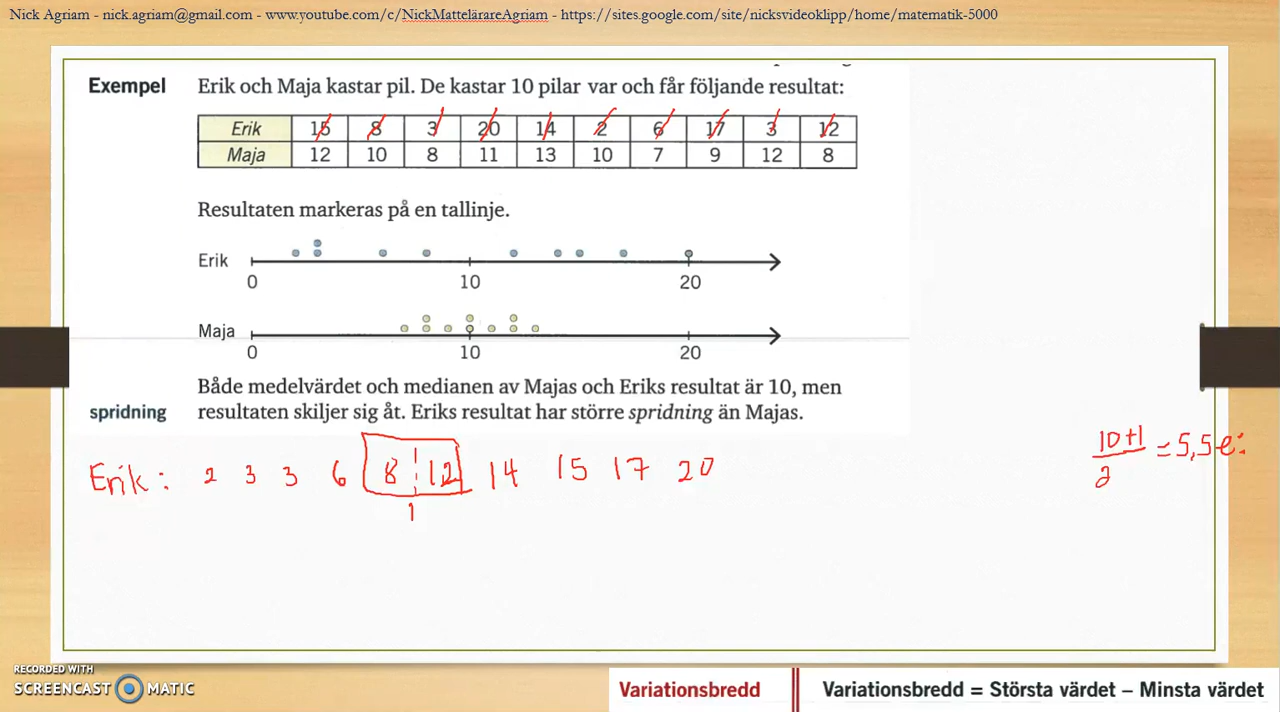 Nick Agriam - nick.agriam@gmail.com - www.youtube.com/c/NickMattelärareAgriam - https://sites.google.com/site/nicksvideoklipp/home/matematik-5000
Exempel Erik och Maja kastar pil. De kastar 10 pilar var och får följande resultat:
Erik 15 8 3 20 14 2 6 17 3 12
Maja 12 10 8 11 13 10 7 9 12 8
Resultaten markeras på en tallinje.
Erik
0 10 20
Maja
0 10 20
Både medelvärdet och medianen av Majas och Eriks resultat är 10, men
spridning resultaten skiljer sig åt. Eriks resultat har större spridning än Majas.
10+1
2
= 5,5 e:
Erik: 2 3 3 6 8 12 14 15 17 20
1
RECORDED WITH
SCREENCAST MATIC
Variationsbredd Variationsbredd = Största värdet – Minsta värdet